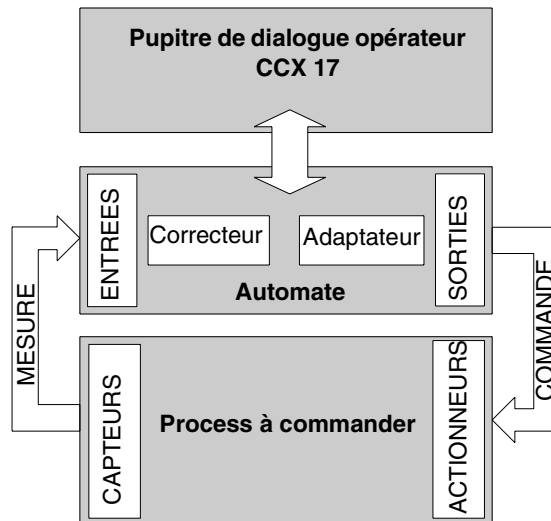 Pupitre de dialogue opérateur
CCX 17
ENTREES
Correcteur
Adaptateur
SORTIES
Automate
MESURE
COMMANDE
CAPTEURS
Process à commander
ACTIONNEURS